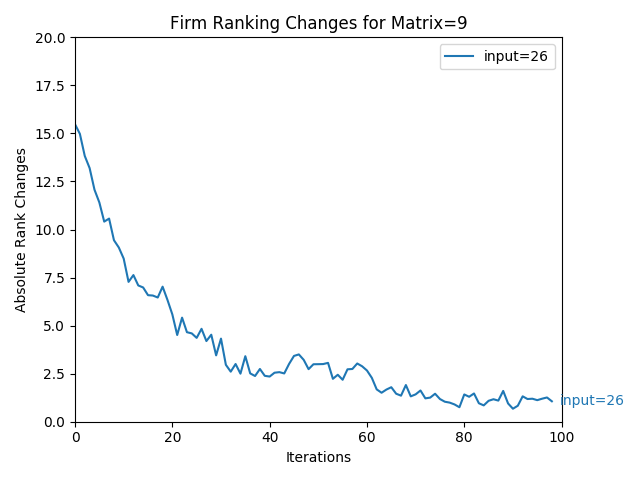 Firm Ranking Changes for Matrix=9
20.0
17.5
15.0
12.5
10.0
7.5
5.0
2.5
0.0
Absolute Rank Changes
input=26
input=26
0 20 40 60 80 100
Iterations